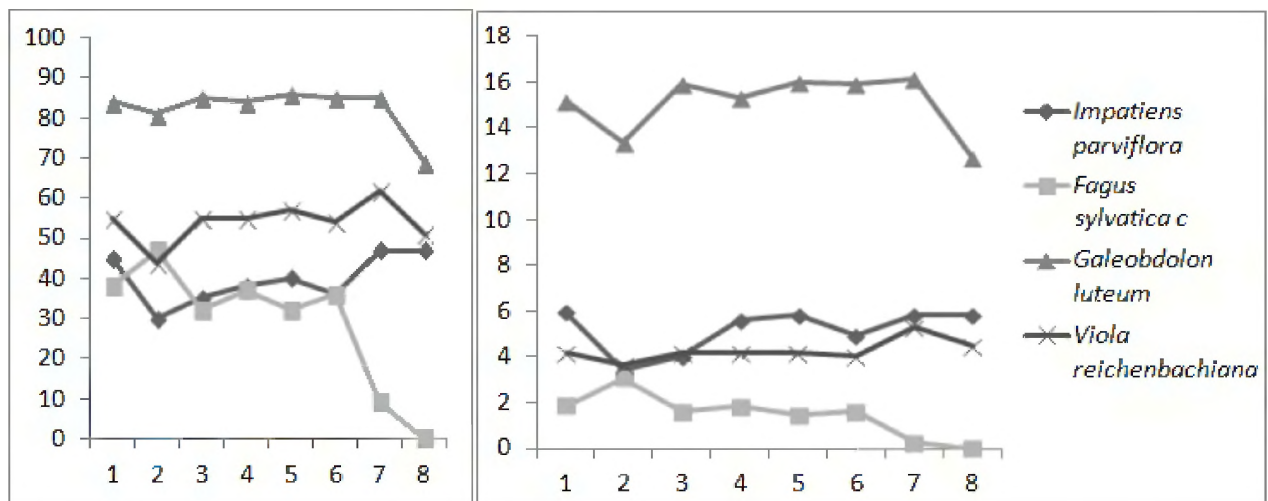 100
90
80
70
60
50
40
30
20
10
0
1 2 3 4 5 6 7 8
18
16
14
12
10
8
6
4
2
0
1 2 3 4 5 6 7 8
Impatiens
parviflora
Fagus
sylvatica c
Galeobdolon
luteum
Viola
reichenbachiana